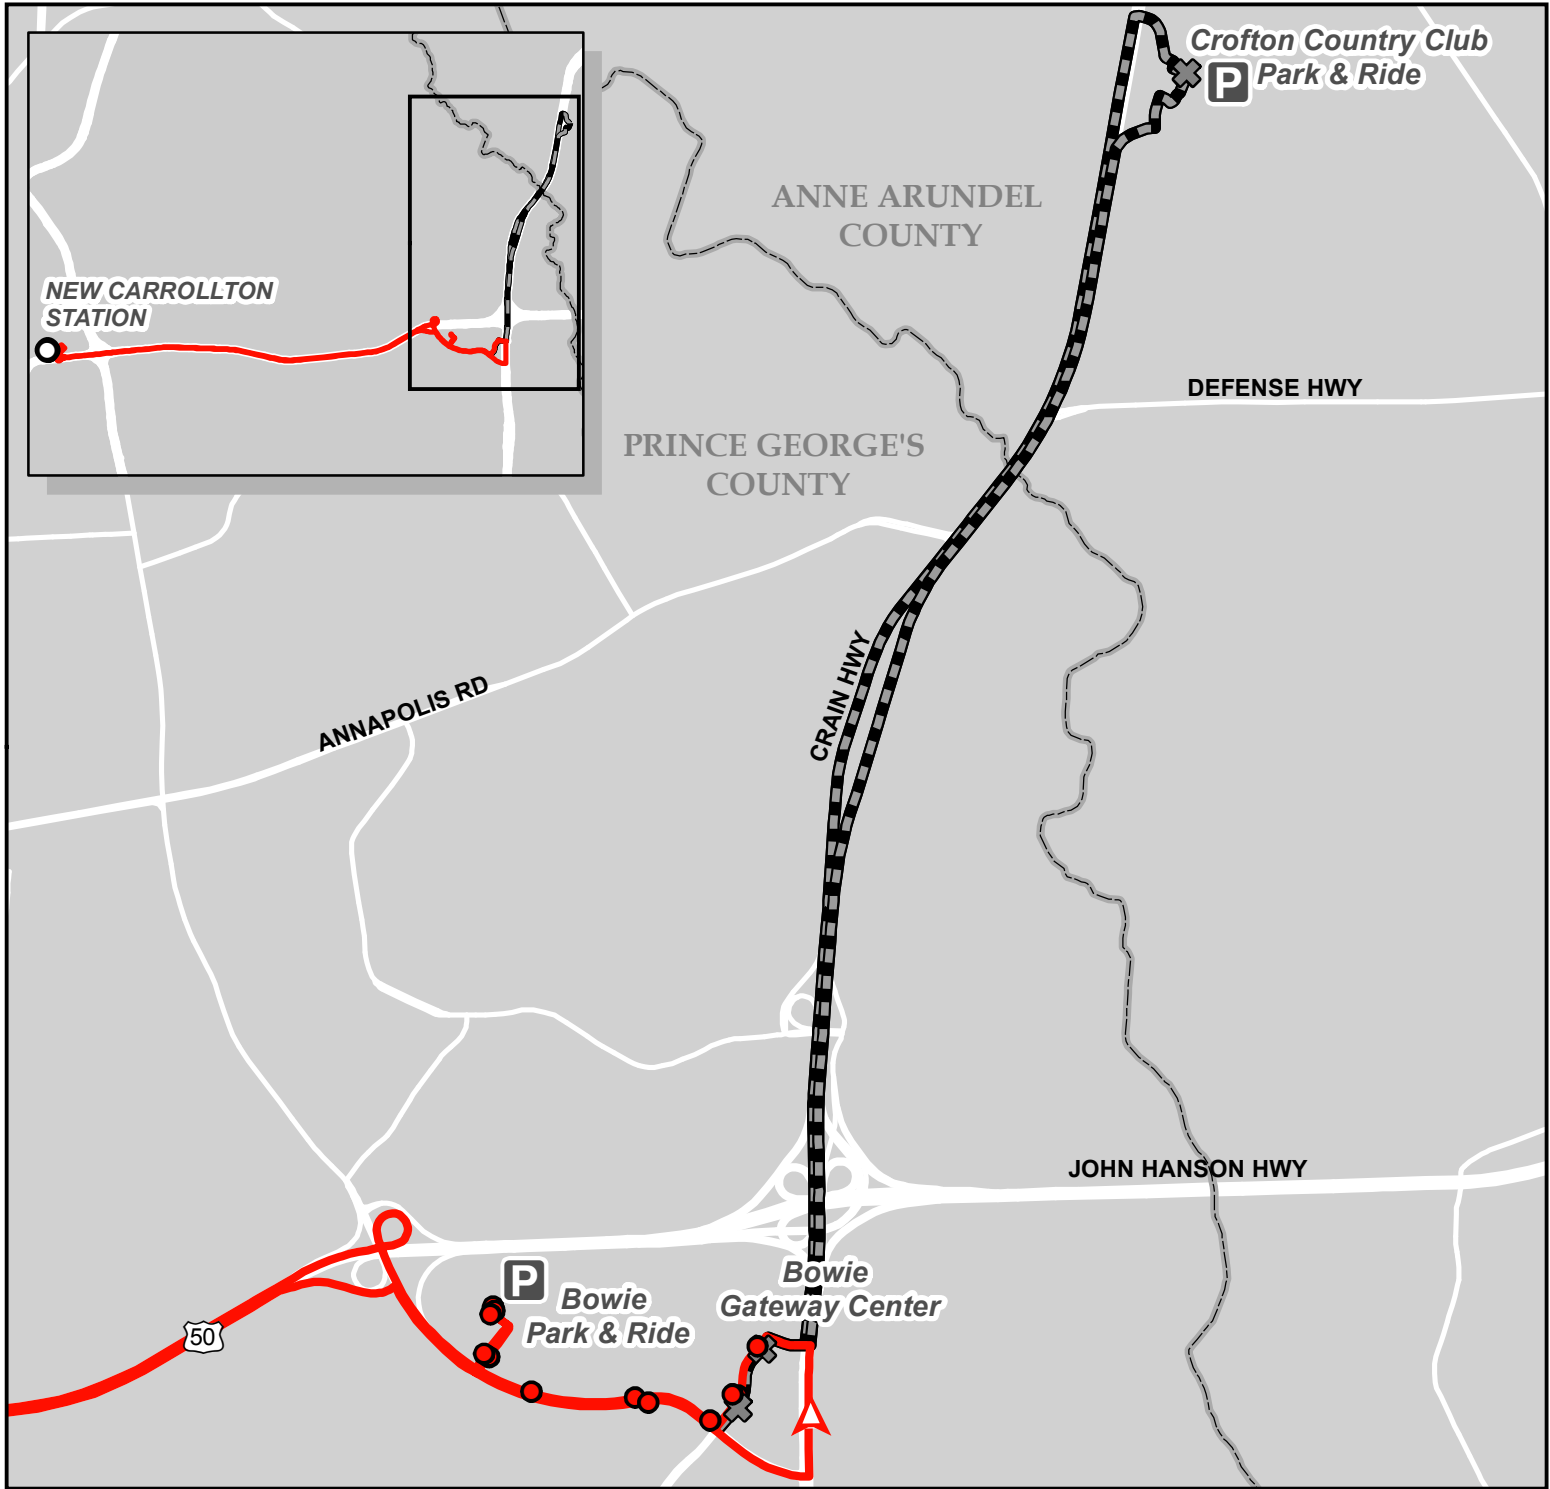 Crofton Country Club
P Park & Ride
ANNE ARUNDEL
COUNTY
NEW CARROLLTON
STATION
DEFENSE HWY
PRINCE GEORGE'S
COUNTY
CRAIN HWY
ANNAPOLIS RD
JOHN HANSON HWY
P
Bowie
Park & Ride
Bowie
Gateway Center
50